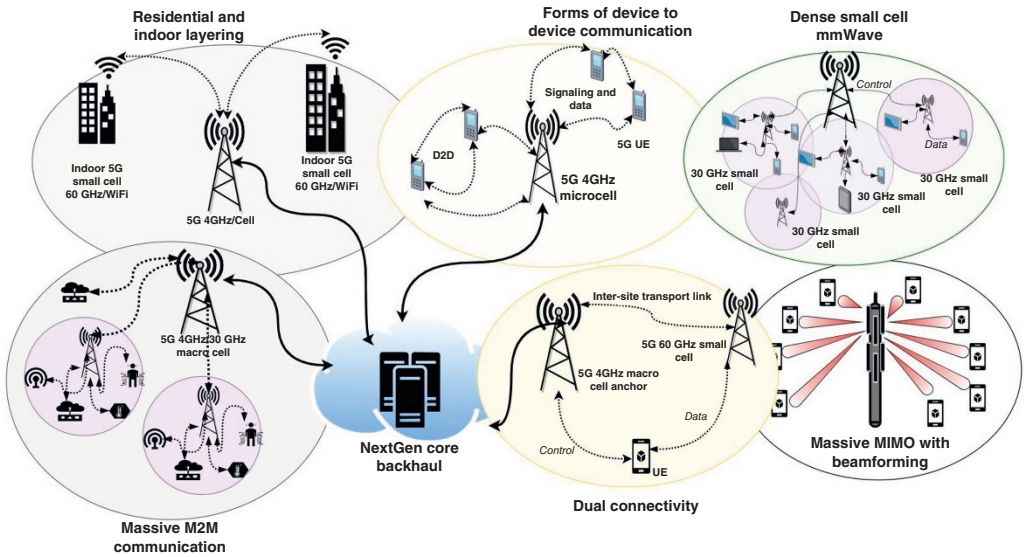 Residential and
indoor layering
Indoor 5G
small cell
60 GHz/WiFi
Indoor 5G
small cell
60 GHz/WiFi
5G 4GHz/Cell
Forms of device to
device communication
Signaling and
data
D2D
5G UE
5G 4GHz
microcell
Dense small cell
mmWave
Control
Data
30 GHz small
cell
30 GHz small
cell
30 GHz small
cell
30 GHz small
cell
5G 4GHz/30 GHz
macro cell
Massive M2M
communication
NextGen core
backhaul
Inter-site transport link
5G 60 GHz small
cell
5G 4GHz macro
cell anchor
Control
Data
UE
Dual connectivity
Massive MIMO with
beamforming